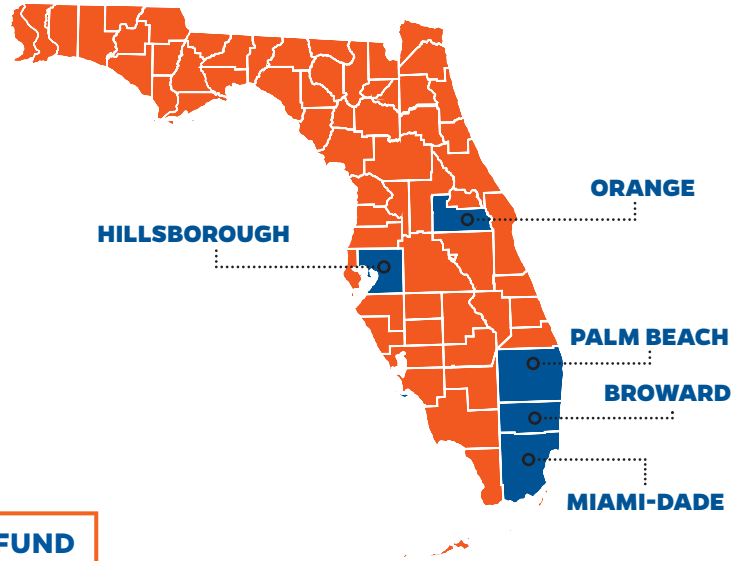 ORANGE
HILLSBOROUGH
PALM BEACH
BROWARD
MIAMI-DADE
FUND